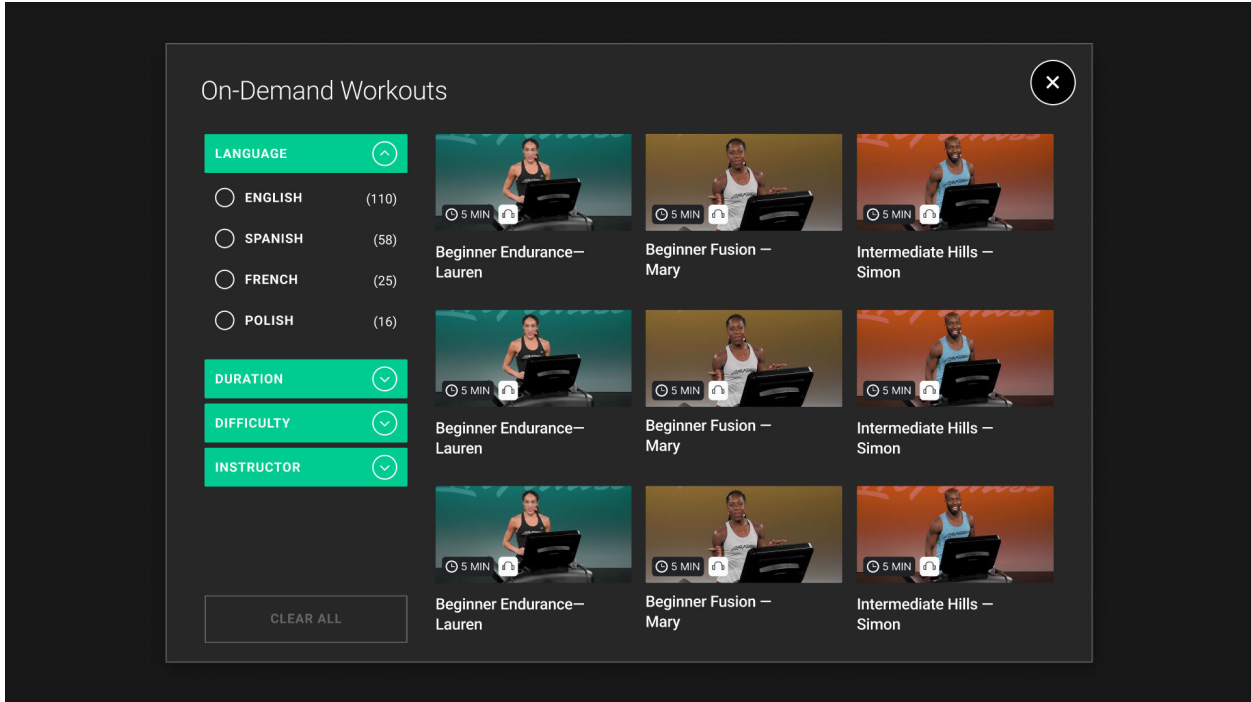 On-Demand Workouts
LANGUAGE
ENGLISH (110)
SPANISH (58)
FRENCH (25)
POLISH (16)
DURATION
DIFFICULTY
INSTRUCTOR
CLEAR ALL
5 MIN
Beginner Endurance—
Lauren
5 MIN
Beginner Fusion —
Mary
5 MIN
Intermediate Hills —
Simon
5 MIN
Beginner Endurance—
Lauren
5 MIN
Beginner Fusion —
Mary
5 MIN
Intermediate Hills —
Simon
5 MIN
Beginner Endurance—
Lauren
5 MIN
Beginner Fusion —
Mary
5 MIN
Intermediate Hills —
Simon